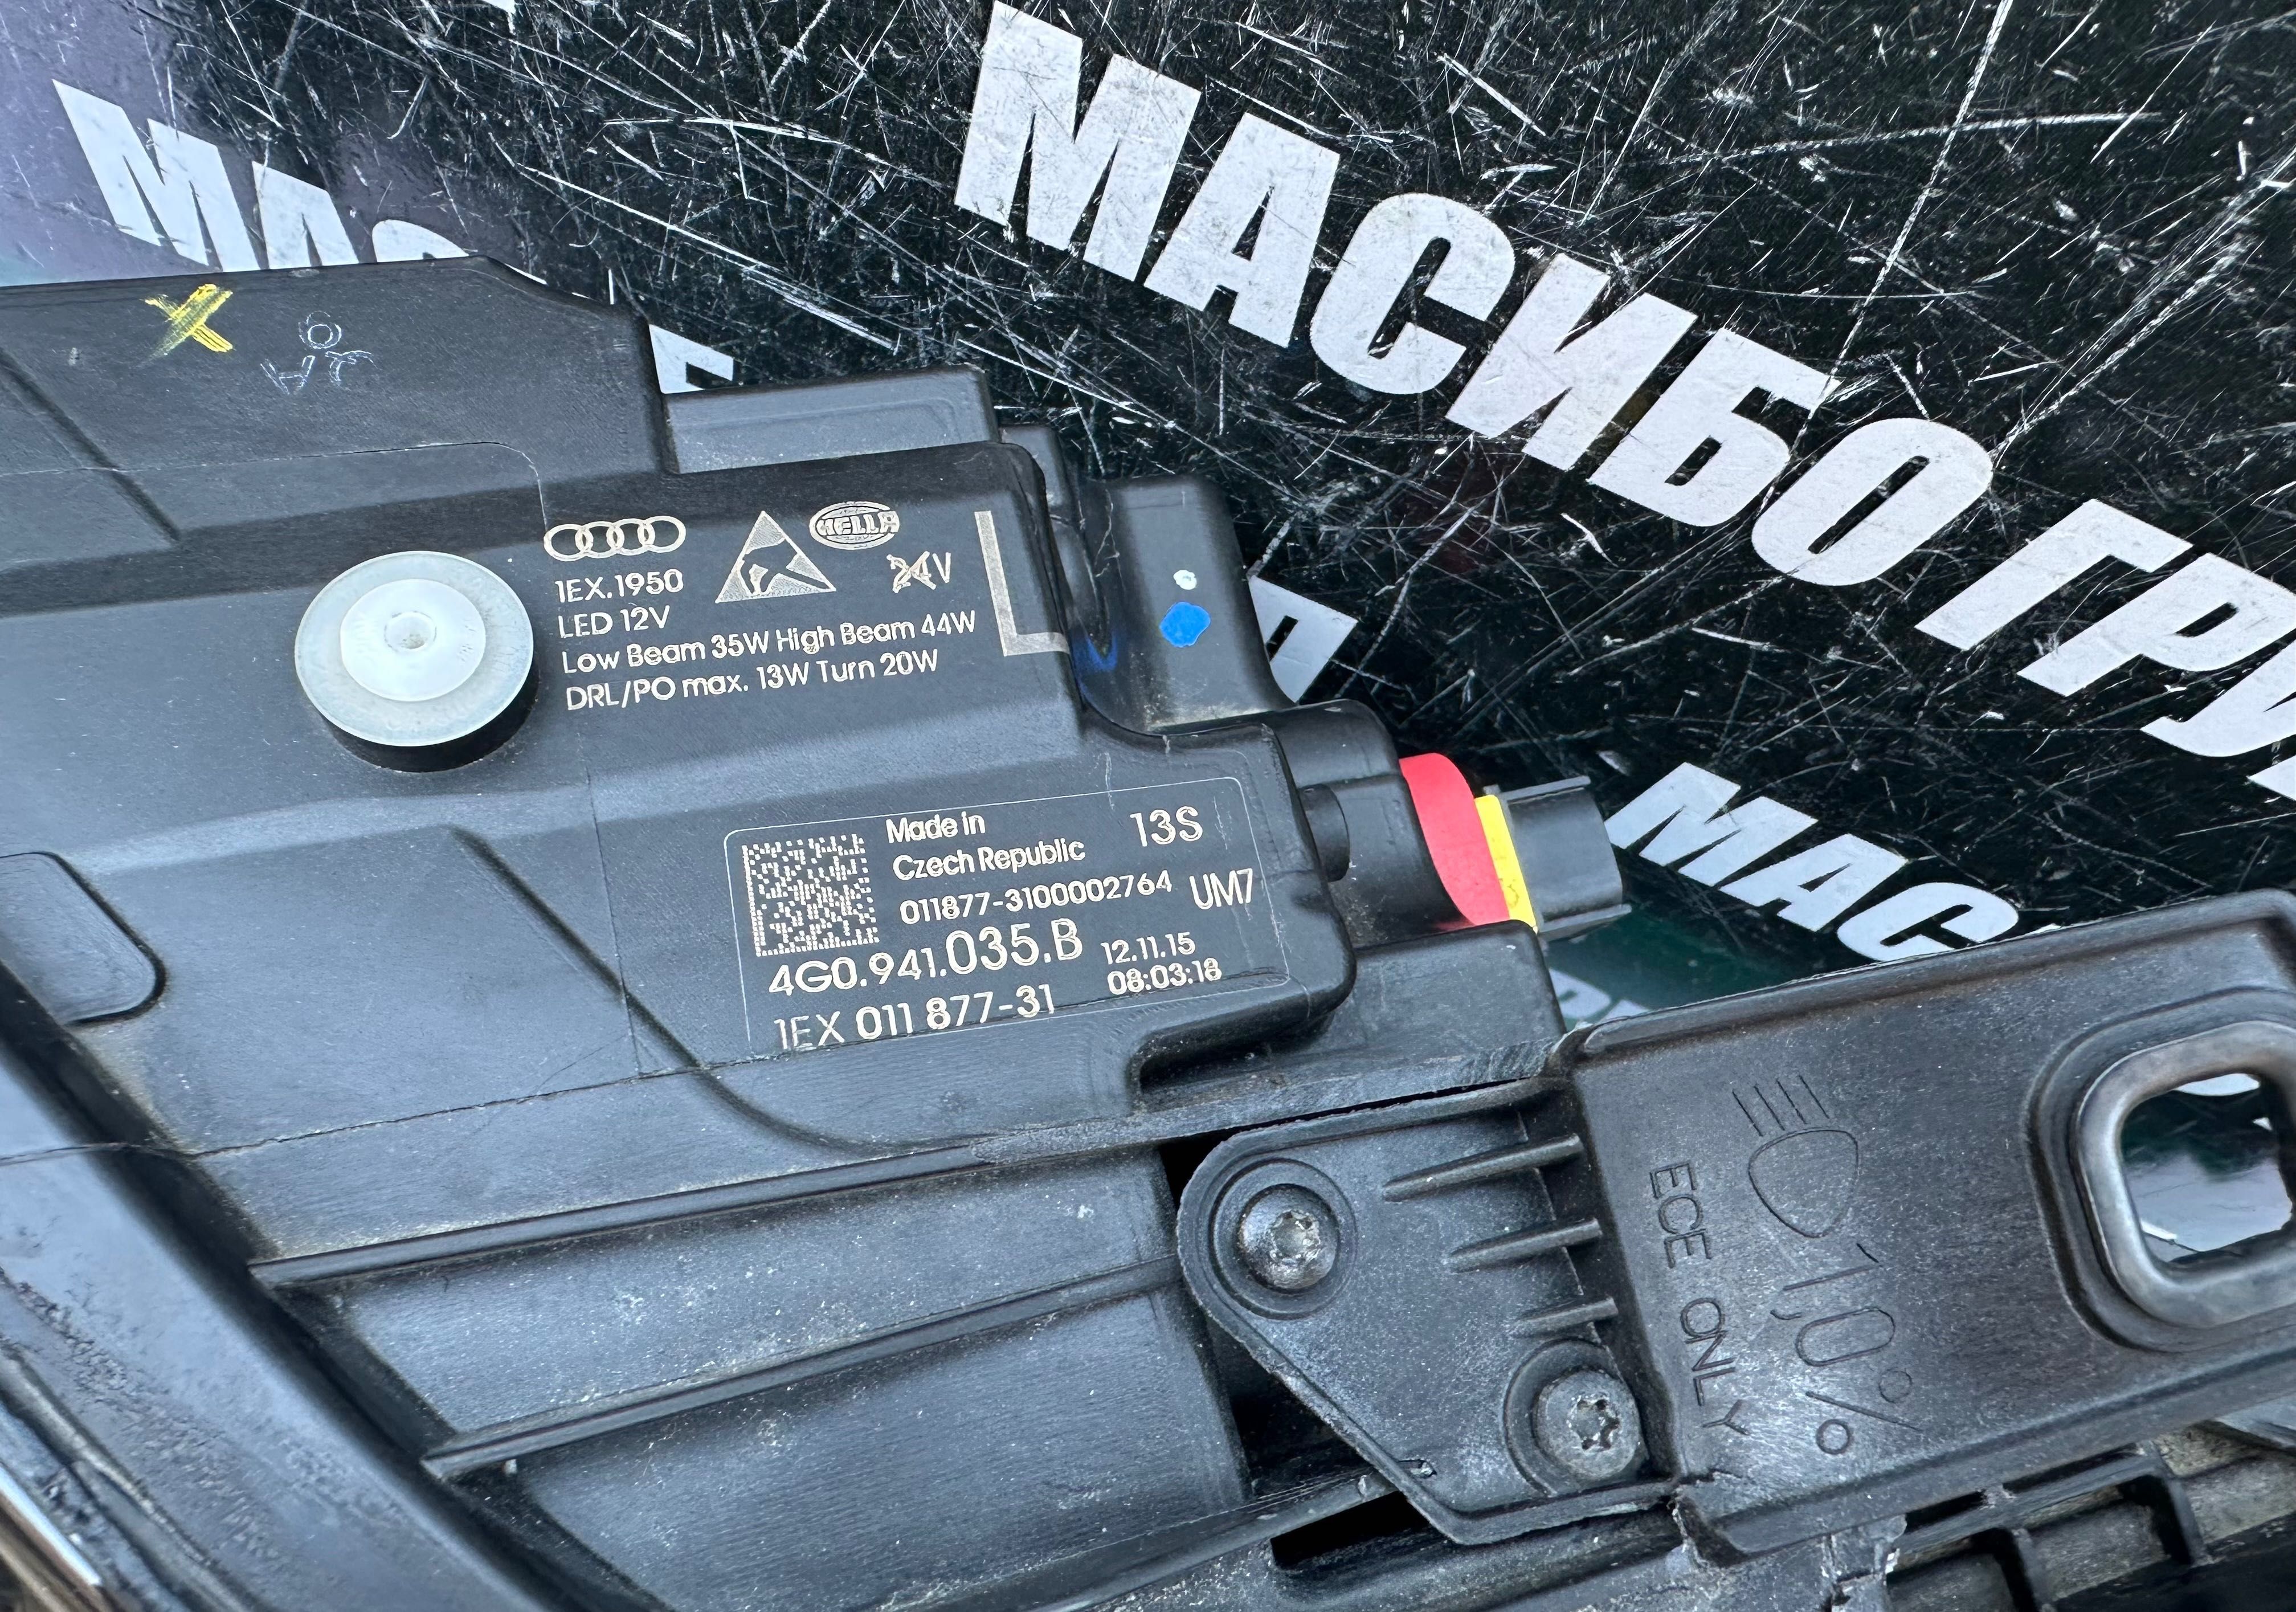 МАСИБО ГРУ
МАС
HELLA
1EX.1950
24V
L
LED 12V
Low Beam 35W High Beam 44W
DRL/PO max. 13W Turn 20W
Made in
Czech Republic
13S
011877-3100002764
UM7
4G0.941.035.B
12.11.15
08:03:18
1EX 011 877-31
МАС
1,0%
ECE ONLY